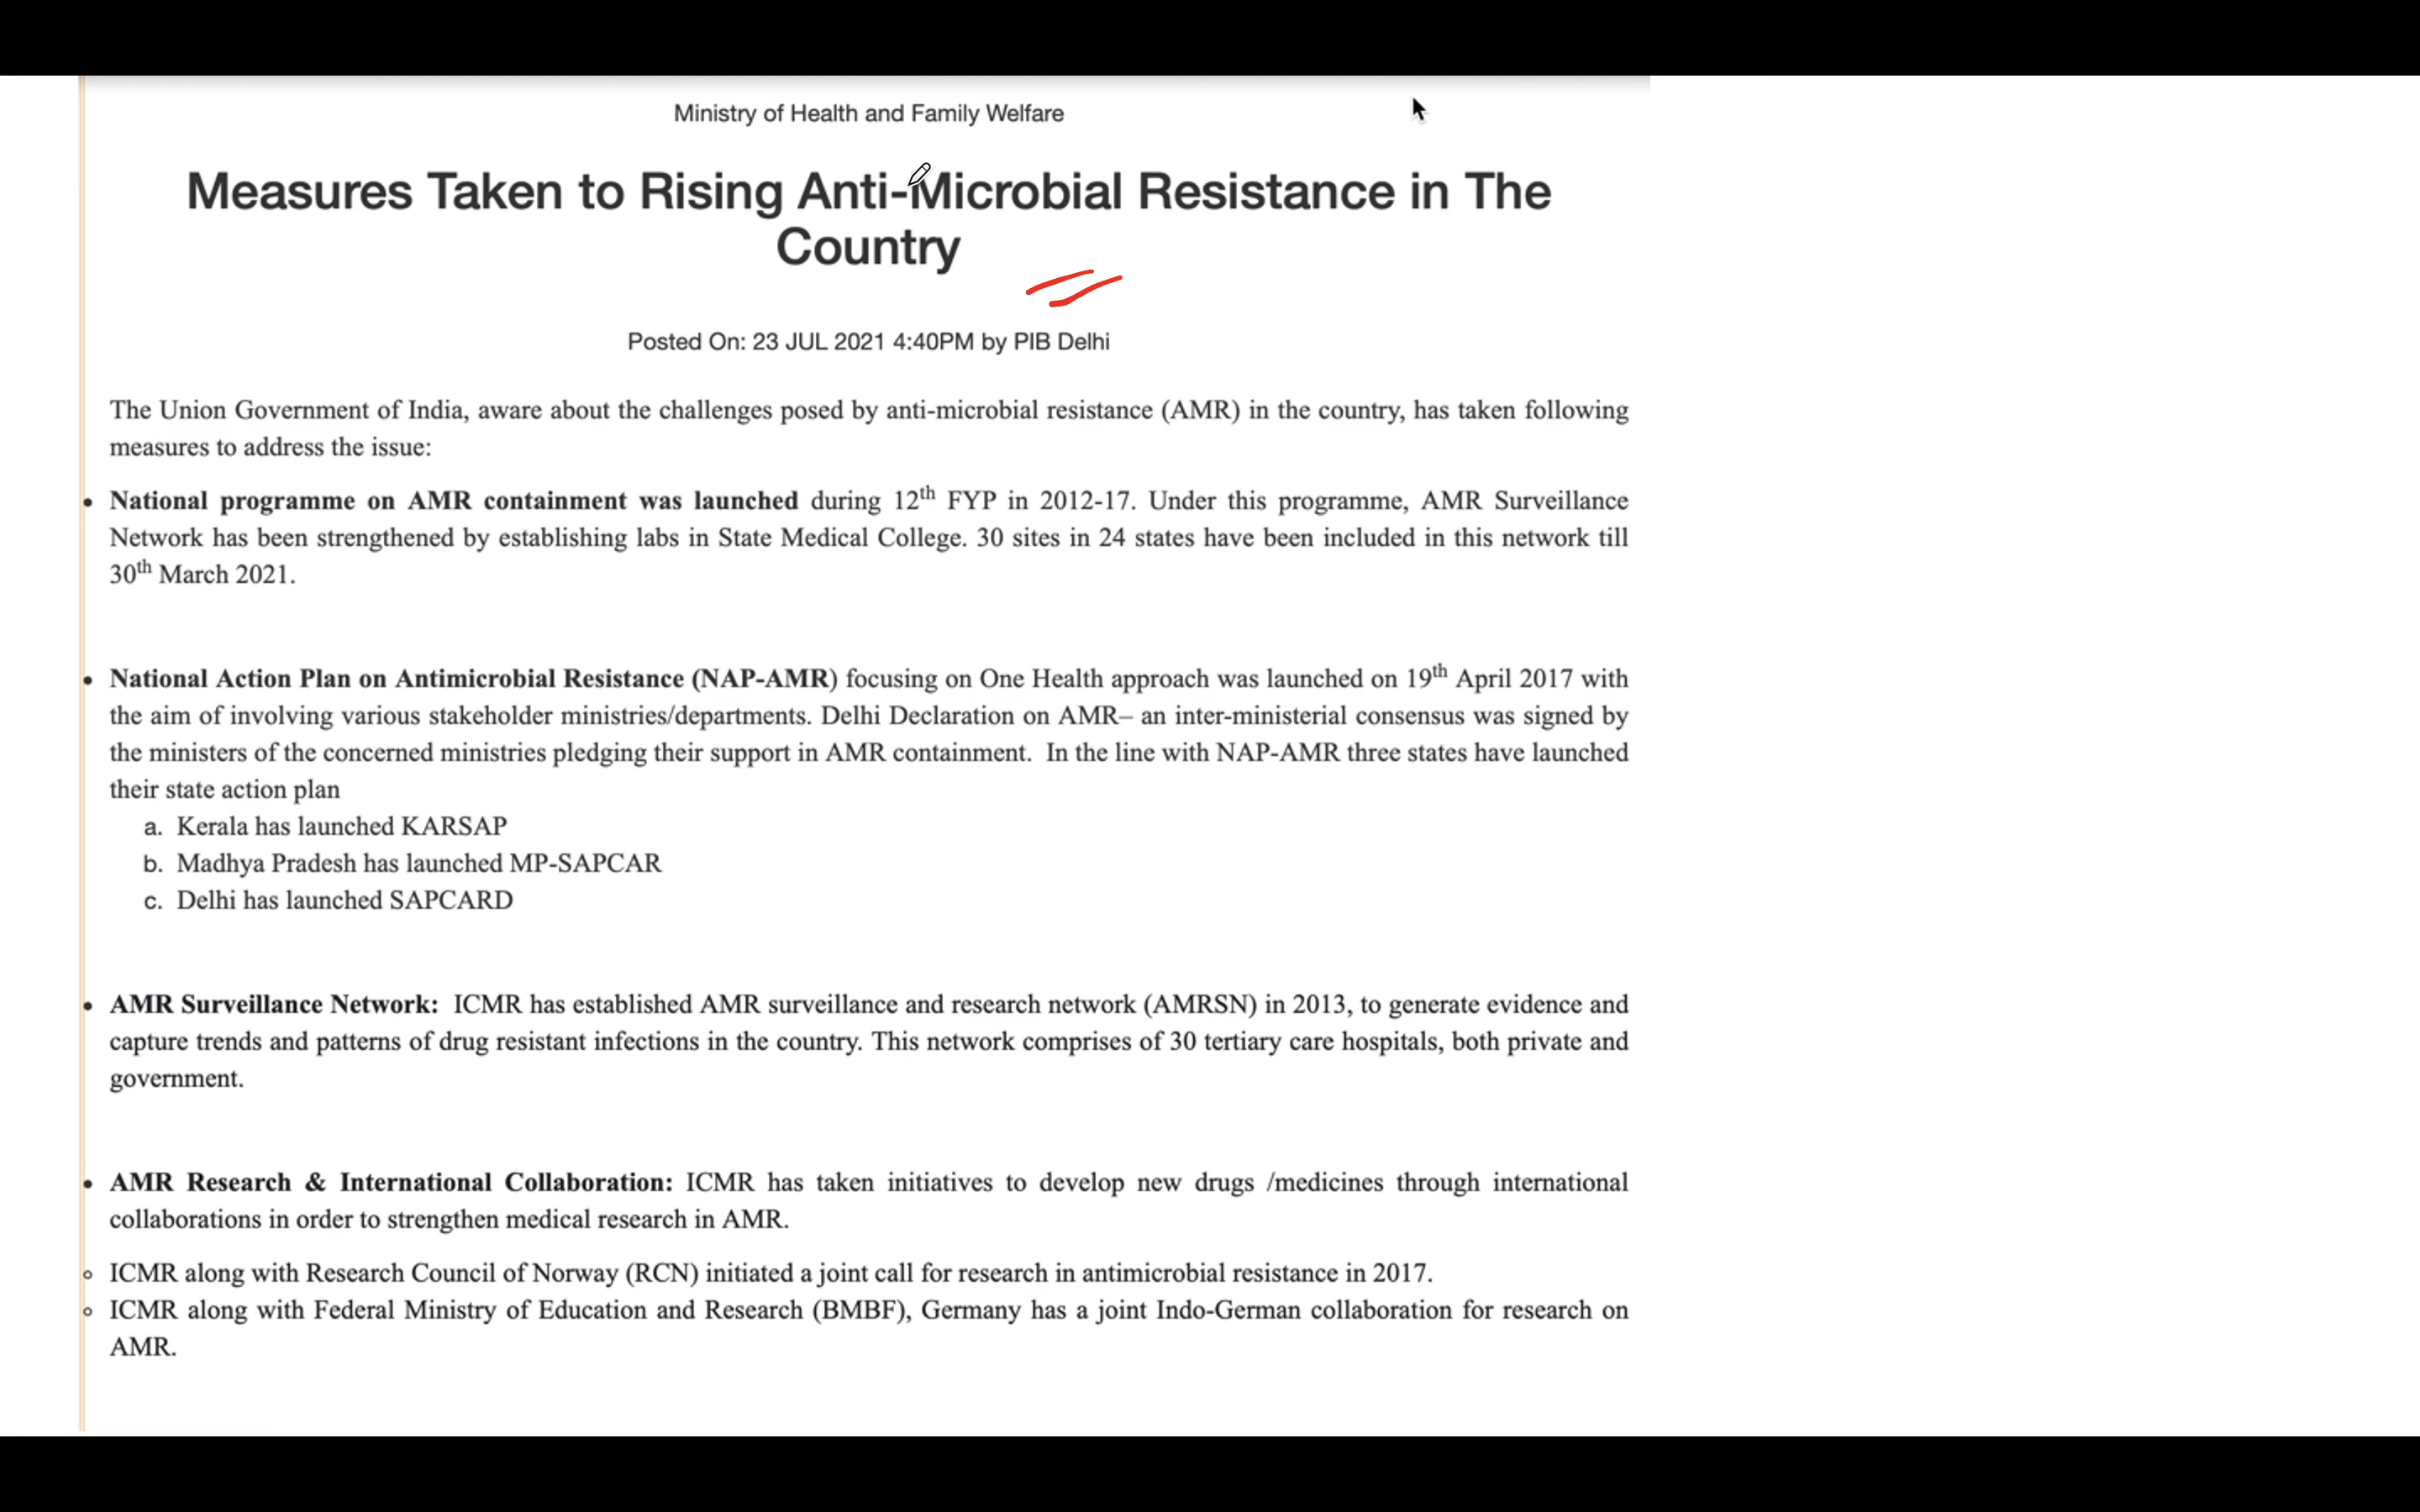 Ministry of Health and Family Welfare
Measures Taken to Rising Anti-Microbial Resistance in The
Country
Posted On: 23 JUL 2021 4:40PM by PIB Delhi
The Union Government of India, aware about the challenges posed by anti-microbial resistance (AMR) in the country, has taken following
measures to address the issue:
• National programme on AMR containment was launched during 12th FYP in 2012-17. Under this programme, AMR Surveillance
Network has been strengthened by establishing labs in State Medical College. 30 sites in 24 states have been included in this network till
30th March 2021.
• National Action Plan on Antimicrobial Resistance (NAP-AMR) focusing on One Health approach was launched on 19th April 2017 with
the aim of involving various stakeholder ministries/departments. Delhi Declaration on AMR– an inter-ministerial consensus was signed by
the ministers of the concerned ministries pledging their support in AMR containment. In the line with NAP-AMR three states have launched
their state action plan
a. Kerala has launched KARSAP
b. Madhya Pradesh has launched MP-SAPCAR
c. Delhi has launched SAPCARD
• AMR Surveillance Network: ICMR has established AMR surveillance and research network (AMRSN) in 2013, to generate evidence and
capture trends and patterns of drug resistant infections in the country. This network comprises of 30 tertiary care hospitals, both private and
government.
• AMR Research & International Collaboration: ICMR has taken initiatives to develop new drugs /medicines through international
collaborations in order to strengthen medical research in AMR.
◦ ICMR along with Research Council of Norway (RCN) initiated a joint call for research in antimicrobial resistance in 2017.
◦ ICMR along with Federal Ministry of Education and Research (BMBF), Germany has a joint Indo-German collaboration for research on
AMR.